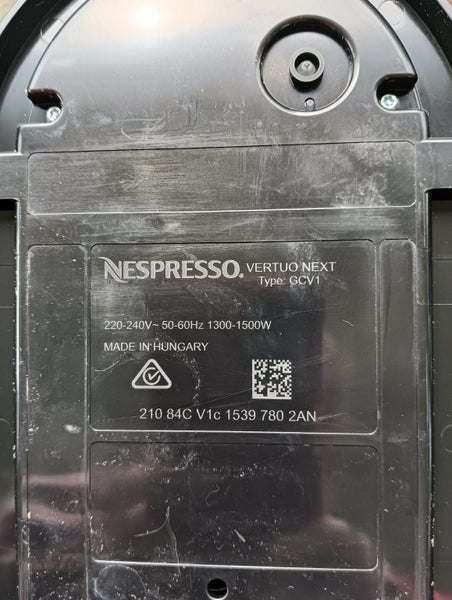 NESPRESSO. VERTUO NEXT
Type: GCV1
220-240V~ 50-60Hz 1300-1500W
MADE IN HUNGARY
210 84C V1c 1539 780 2AN